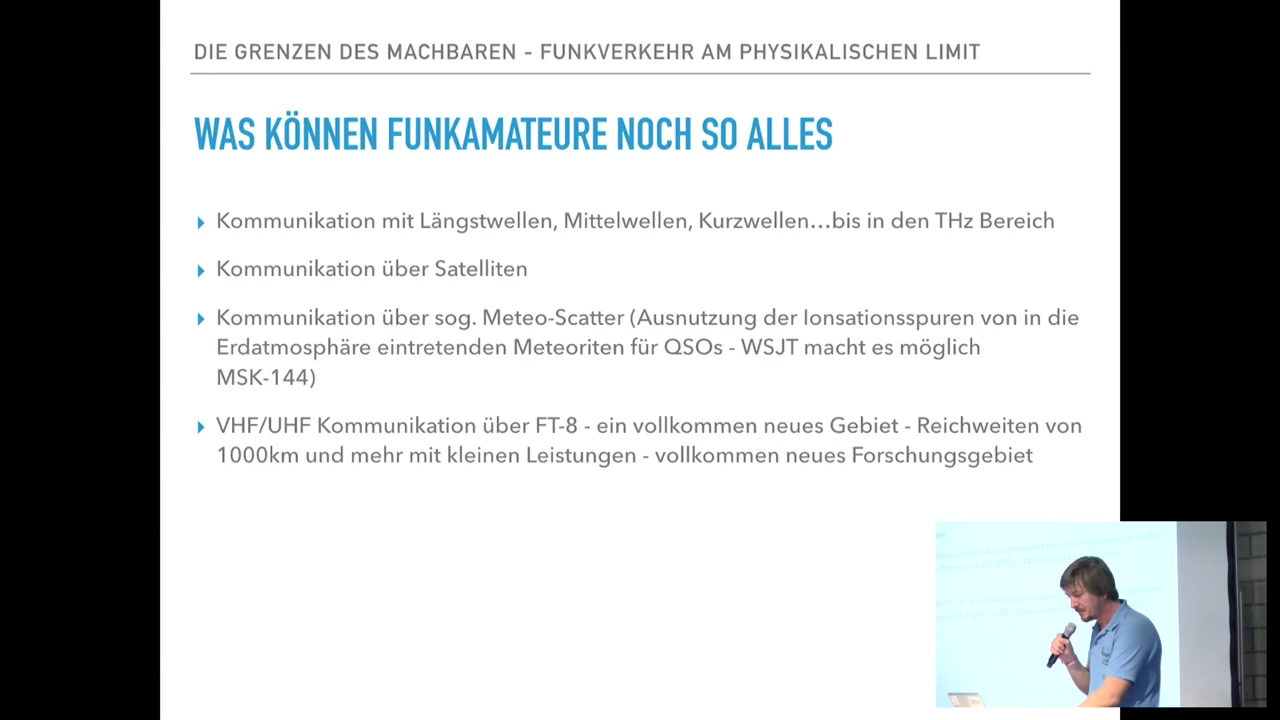 DIE GRENZEN DES MACHBAREN - FUNKVERKEHR AM PHYSIKALISCHEN LIMIT
WAS KÖNNEN FUNKAMATEURE NOCH SO ALLES
Kommunikation mit Längstwellen, Mittelwellen, Kurzwellen…bis in den THz Bereich
Kommunikation über Satelliten
Kommunikation über sog. Meteo-Scatter (Ausnutzung der Ionsationsspuren von in die
Erdatmosphäre eintretenden Meteoriten für QSOs - WSJT macht es möglich
MSK-144)
VHF/UHF Kommunikation über FT-8 - ein vollkommen neues Gebiet - Reichweiten von
1000km und mehr mit kleinen Leistungen - vollkommen neues Forschungsgebiet